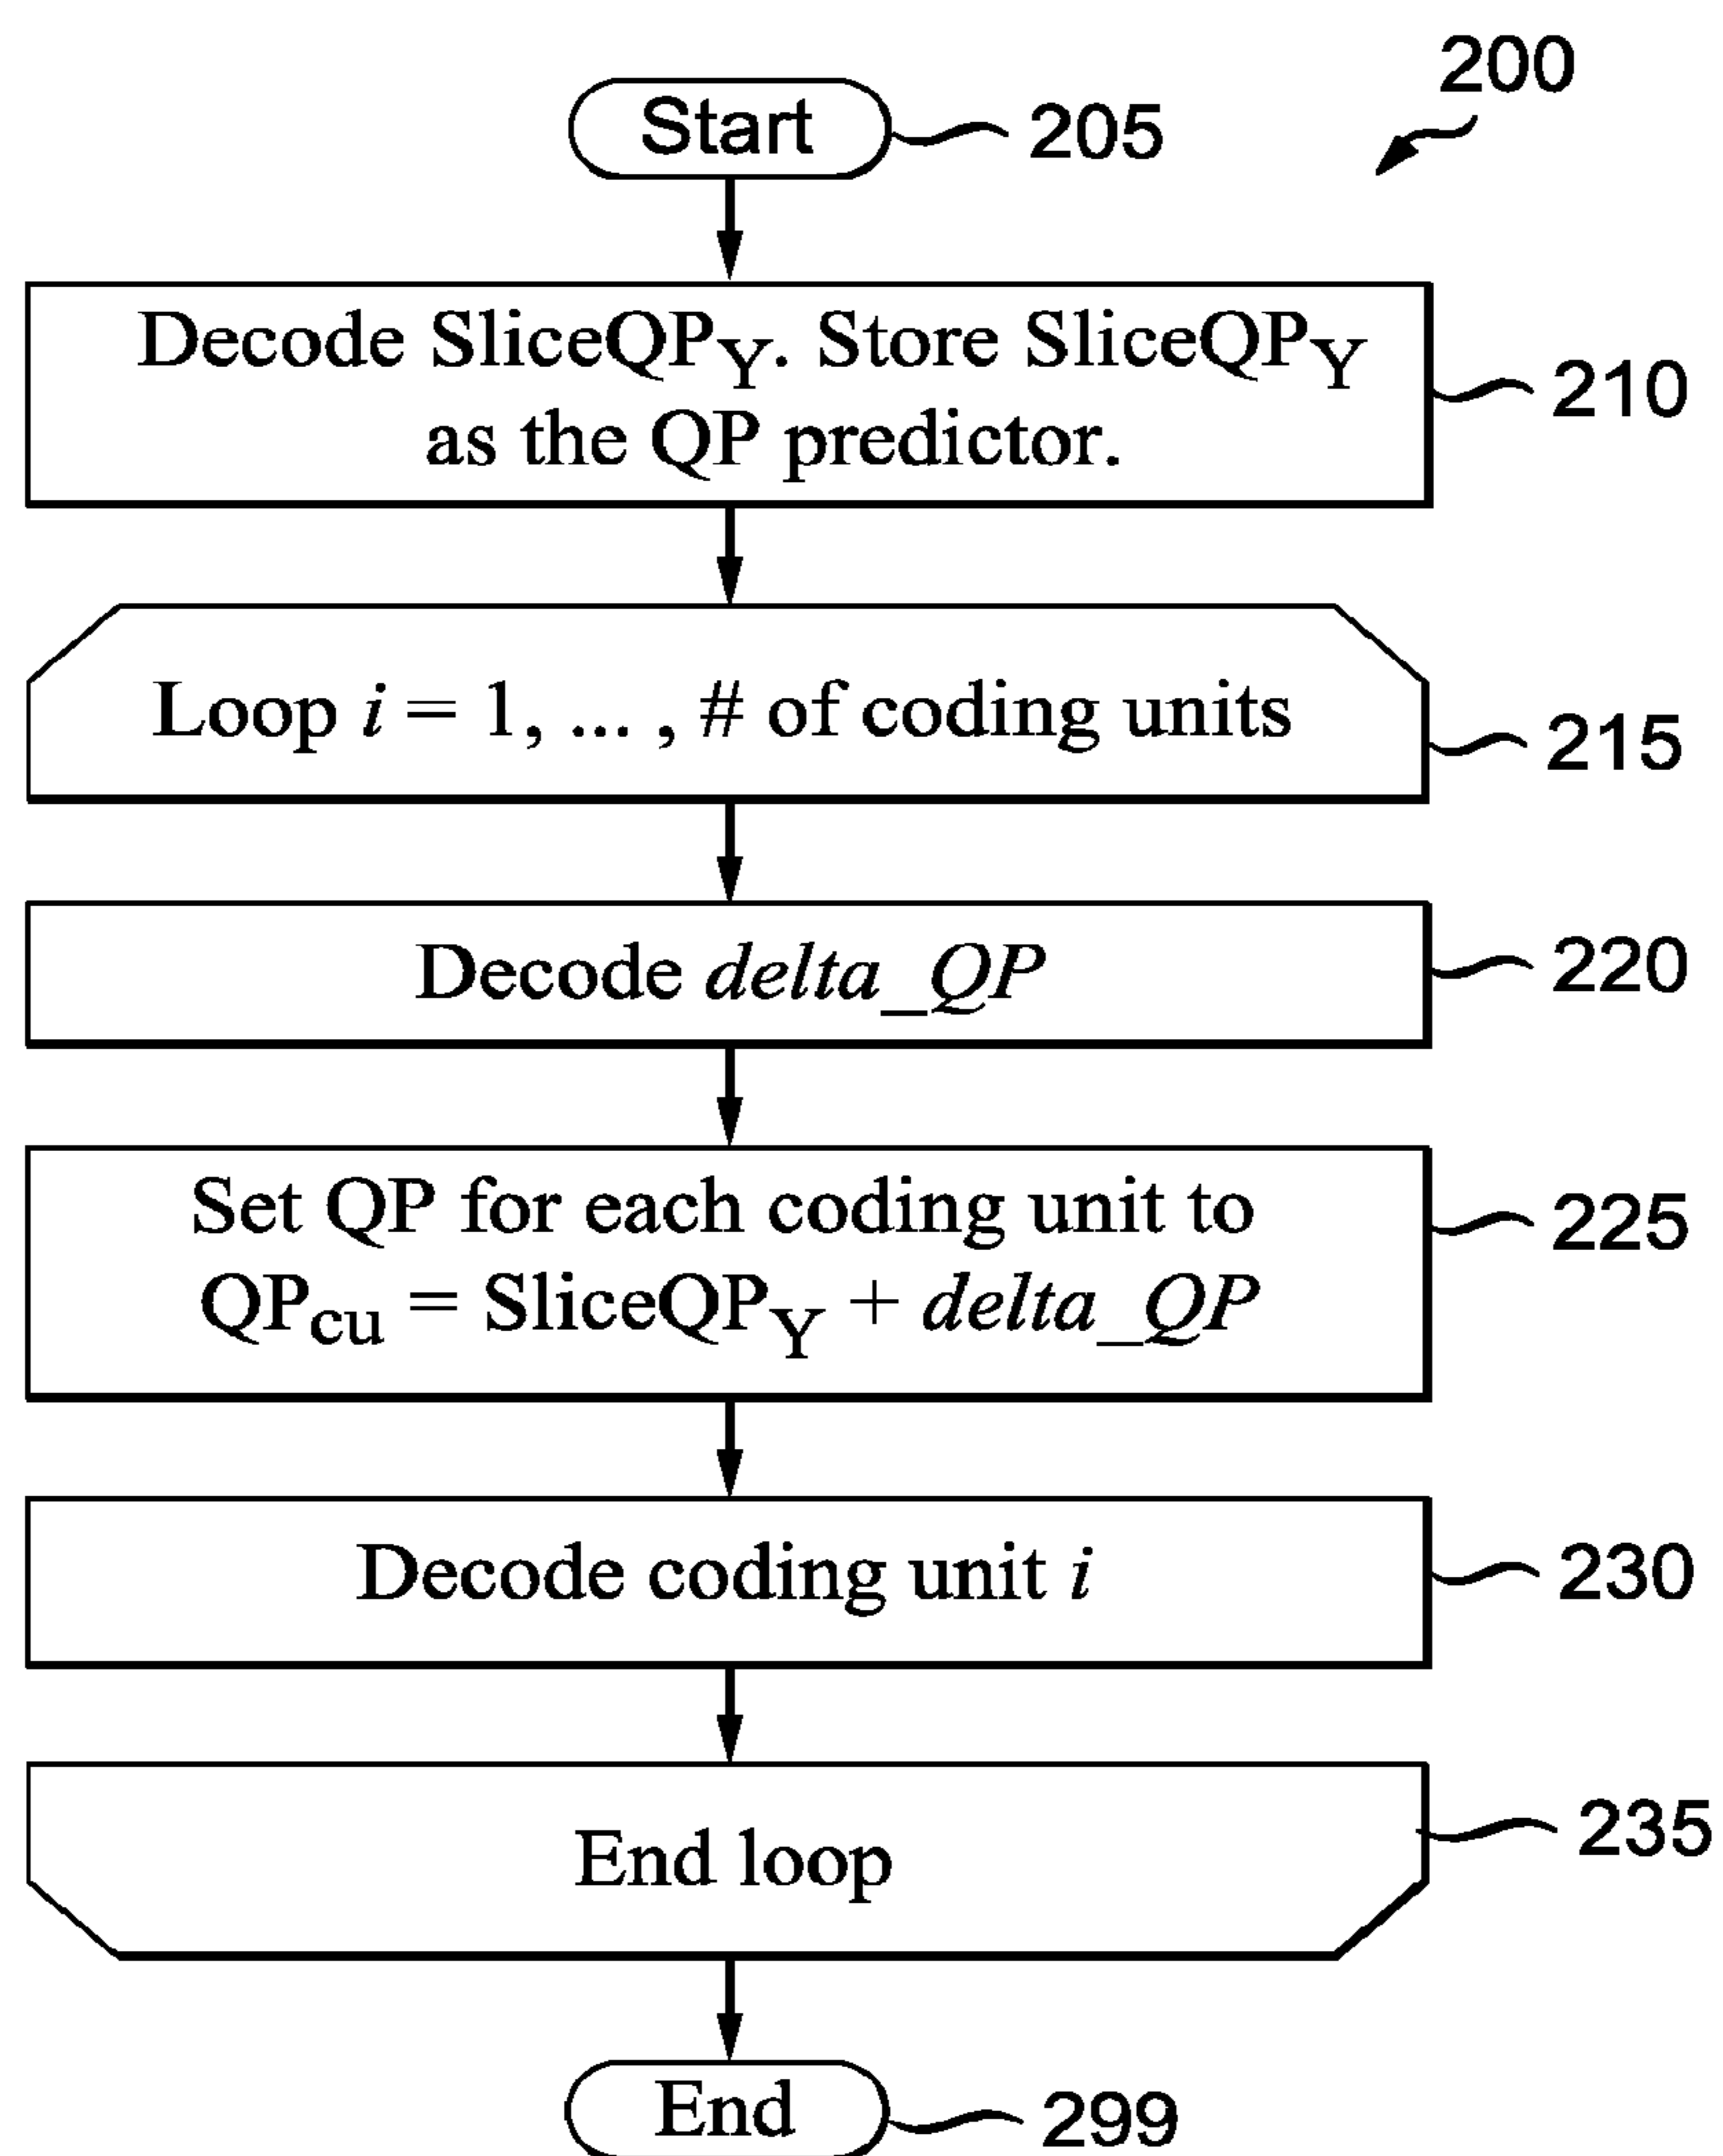 200
Start
205
Decode SliceQPY. Store SliceQPY
as the QP predictor.
210
Loop i = 1, ... , # of coding units
215
Decode delta_QP
220
Set QP for each coding unit to
QPcu = SliceQPY + delta_QP
225
Decode coding unit i
230
End loop
235
End
299